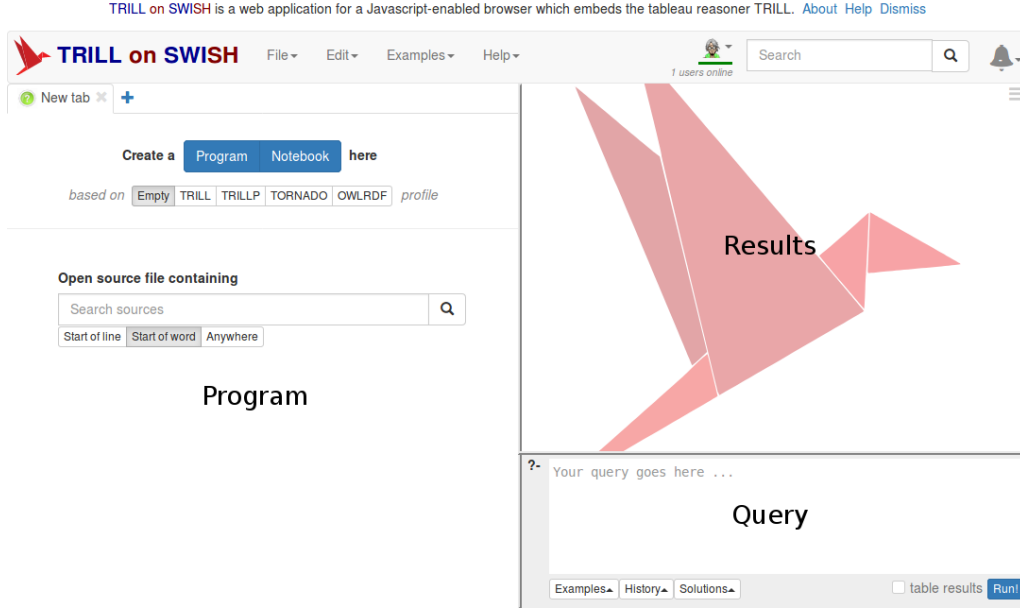 TRILL on SWISH is a web application for a Javascript-enabled browser which embeds the tableau reasoner TRILL. About Help Dismiss
TRILL on SWISH File Edit Examples Help 1 users online Search
New tab
Create a Program Notebook here
based on Empty TRILL TRILLP TORNADO OWLRDF profile
Open source file containing
Search sources
Start of line Start of word Anywhere
Program
Results
?- Your query goes here ...
Query
Examples History Solutions table results Run!